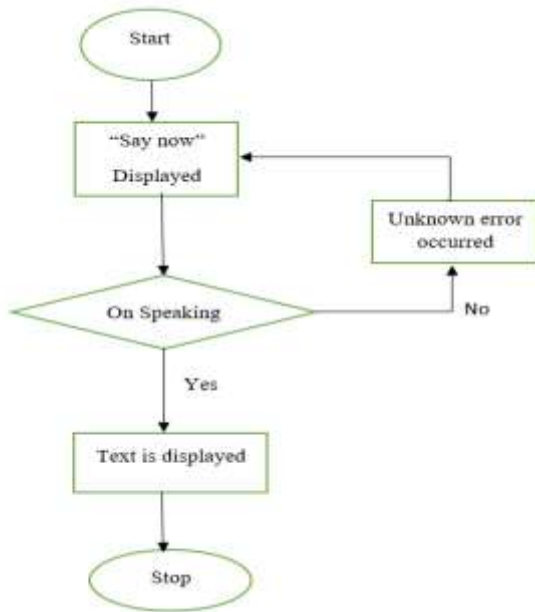 Start
“Say now”
Displayed
Unknown error
occurred
On Speaking
No
Yes
Text is displayed
Stop